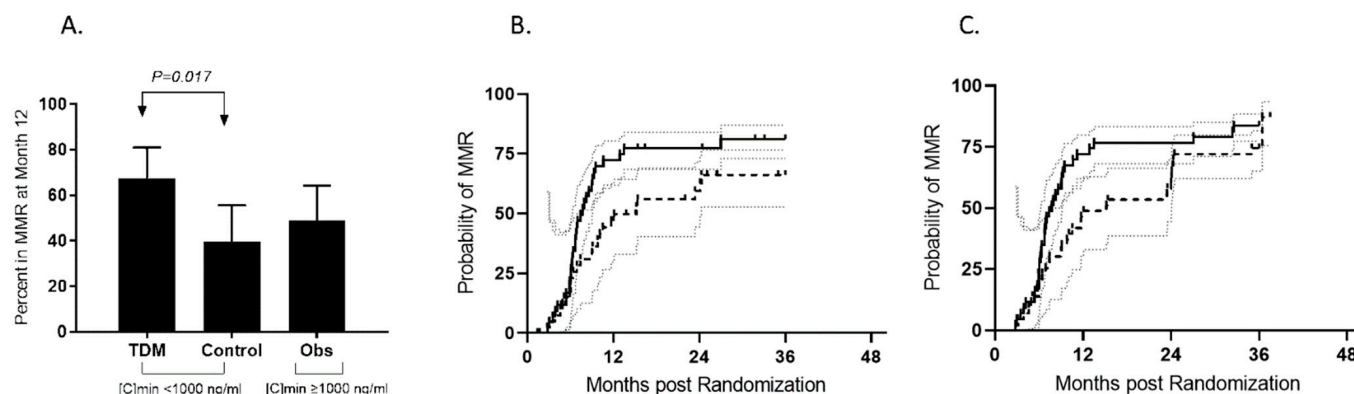 A.
P=0.017
Percent in MMR at Month 12
100
80
60
40
20
0
TDM Control Obs
[C]min <1000 ng/ml [C]min ≥1000 ng/ml
B.
Probability of MMR
100
75
50
25
0
0 12 24 36 48
Months post Randomization
C.
Probability of MMR
100
75
50
25
0
0 12 24 36 48
Months post Randomization